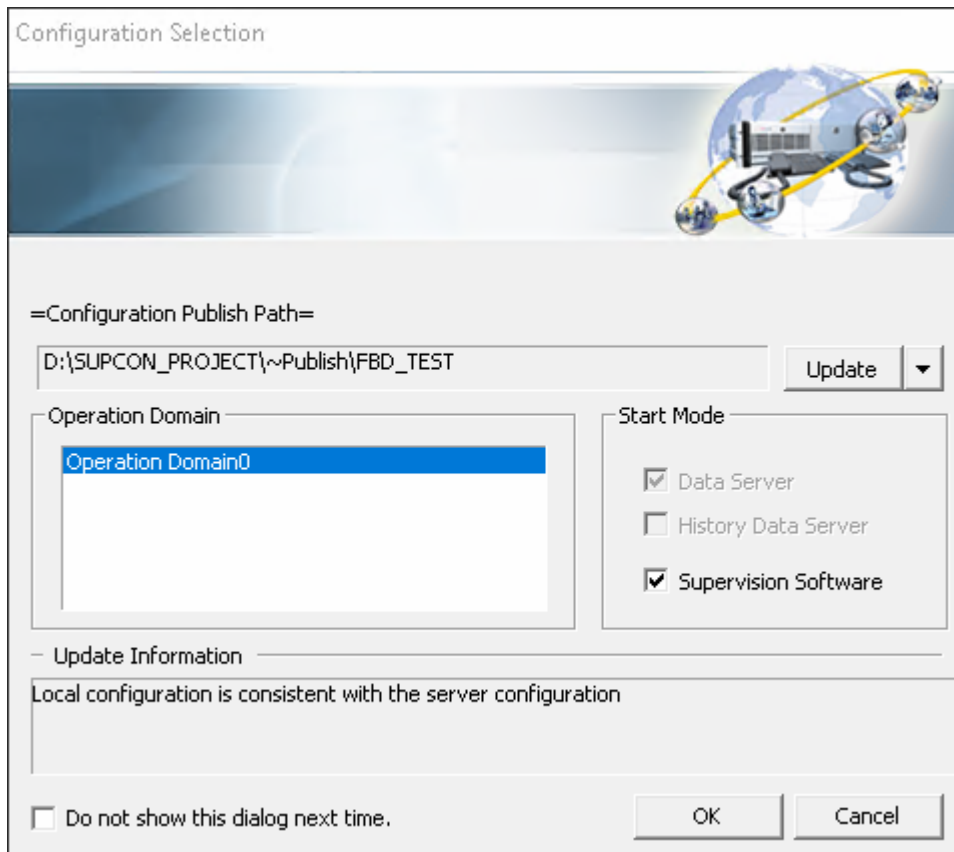 Configuration Selection
=Configuration Publish Path=
D:\SUPCON_PROJECT\~Publish\FBD_TEST
Update
Operation Domain
Operation Domain0
Start Mode
Data Server
History Data Server
Supervision Software
Update Information
Local configuration is consistent with the server configuration
Do not show this dialog next time.
OK
Cancel